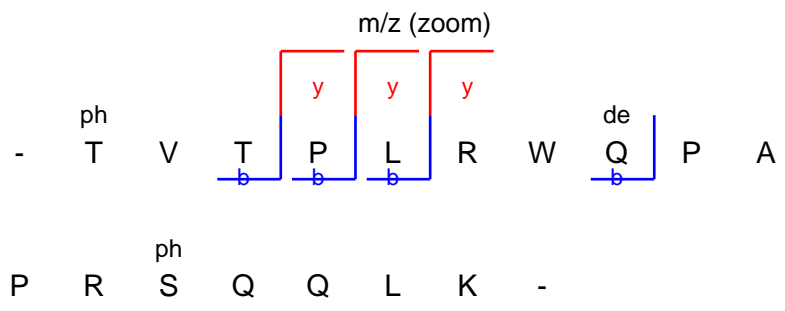 m/z (zoom)
y y y
ph de
- T V T P L R W Q P A
b b b b
ph
P R S Q Q L K -